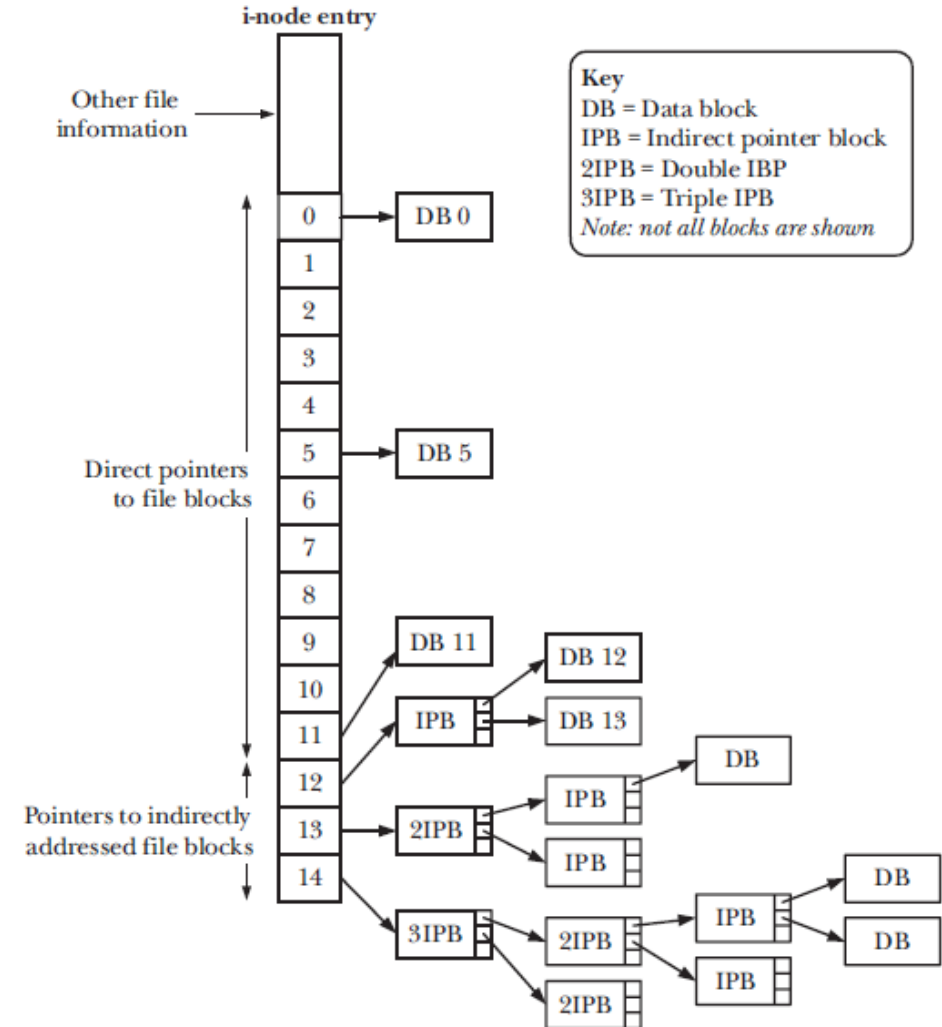 i-node entry
Key
DB = Data block
IPB = Indirect pointer block
2IPB = Double IBP
3IPB = Triple IPB
Note: not all blocks are shown
Other file
information
0
DB 0
1
2
3
4
5
DB 5
Direct pointers
to file blocks
6
7
8
9
DB 11
DB 12
10
11
IPB
DB 13
12
DB
Pointers to indirectly
addressed file blocks
13
2IPB
IPB
IPB
14
DB
3IPB
2IPB
IPB
DB
IPB
2IPB